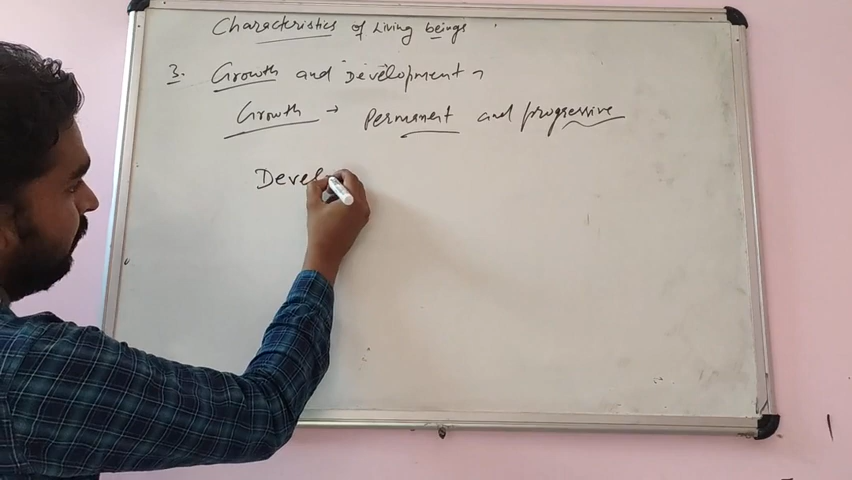 Characteristics of Living beings
3. Growth and Development →
Growth → Permanent and progressive
Devel